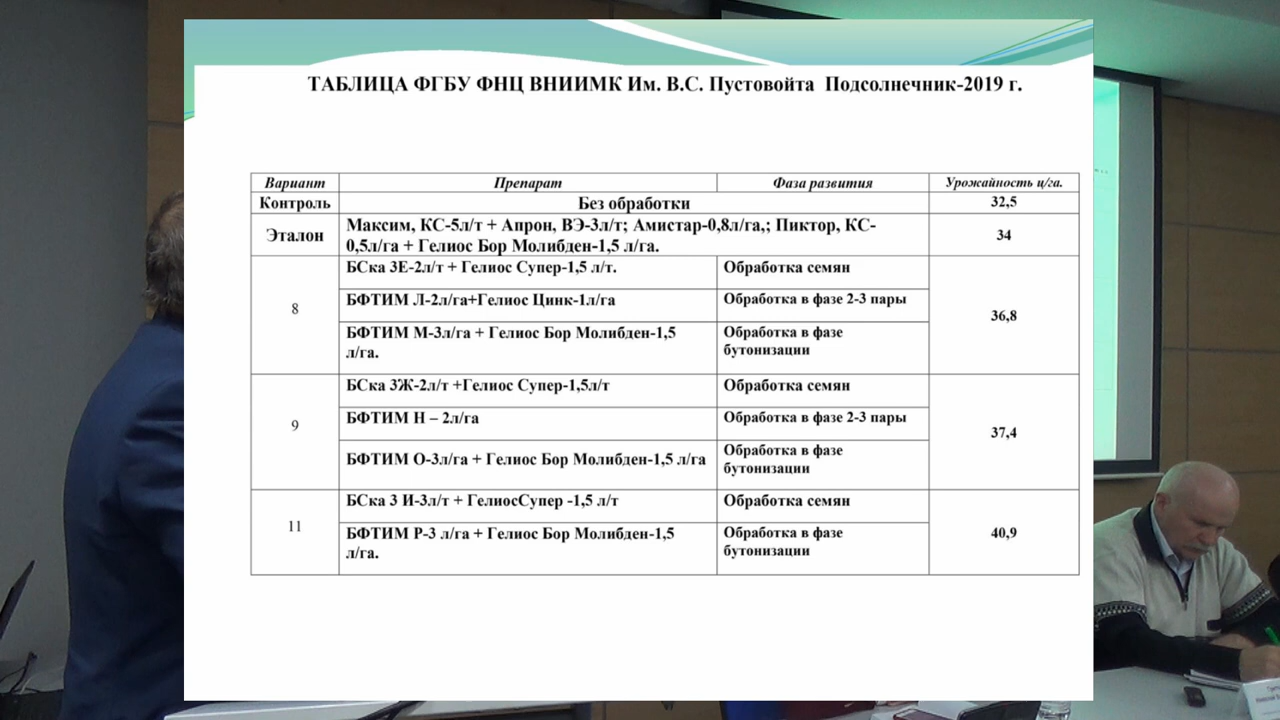 ТАБЛИЦА ФГБУ ФНЦ ВНИИМК Им. В.С. Пустовойта Подсолнечник-2019 г.
Вариант Препарат Фаза развития Урожайность ц/га.
Контроль Без обработки 32,5
Эталон
Максим, КС-5л/т + Апрон, ВЭ-3л/т; Амистар-0,8л/га,; Пиктор, КС-
0,5л/га + Гелиос Бор Молибден-1,5 л/га.
34
8
БСка 3Е-2л/т + Гелиос Супер-1,5 л/т. Обработка семян
БФТИМ Л-2л/га+Гелиос Цинк-1л/га Обработка в фазе 2-3 пары
БФТИМ М-3л/га + Гелиос Бор Молибден-1,5
л/га.
Обработка в фазе
бутонизации
36,8
9
БСка 3Ж-2л/т +Гелиос Супер-1,5л/т Обработка семян
БФТИМ Н – 2л/га Обработка в фазе 2-3 пары
БФТИМ О-3л/га + Гелиос Бор Молибден-1,5 л/га
Обработка в фазе
бутонизации
37,4
11
БСка 3 И-3л/т + ГелиосСупер -1,5 л/т Обработка семян
БФТИМ Р-3 л/га + Гелиос Бор Молибден-1,5
л/га.
Обработка в фазе
бутонизации
40,9